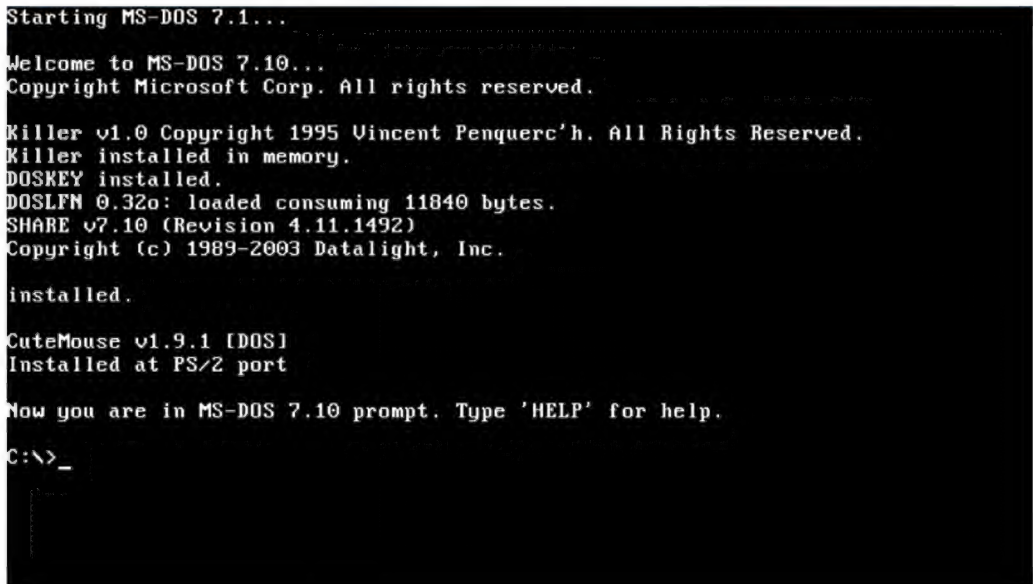 Starting MS-DOS 7.1...
Welcome to MS-DOS 7.10...
Copyright Microsoft Corp. All rights reserved.
Killer v1.0 Copyright 1995 Vincent Penquerc'h. All Rights Reserved.
Killer installed in memory.
DOSKEY installed.
DOSLFN 0.32o: loaded consuming 11840 bytes.
SHARE v7.10 (Revision 4.11.1492)
Copyright (c) 1989-2003 Datalight, Inc.
installed.
CuteMouse v1.9.1 [DOS]
Installed at PS/2 port
Now you are in MS-DOS 7.10 prompt. Type 'HELP' for help.
C:\>_